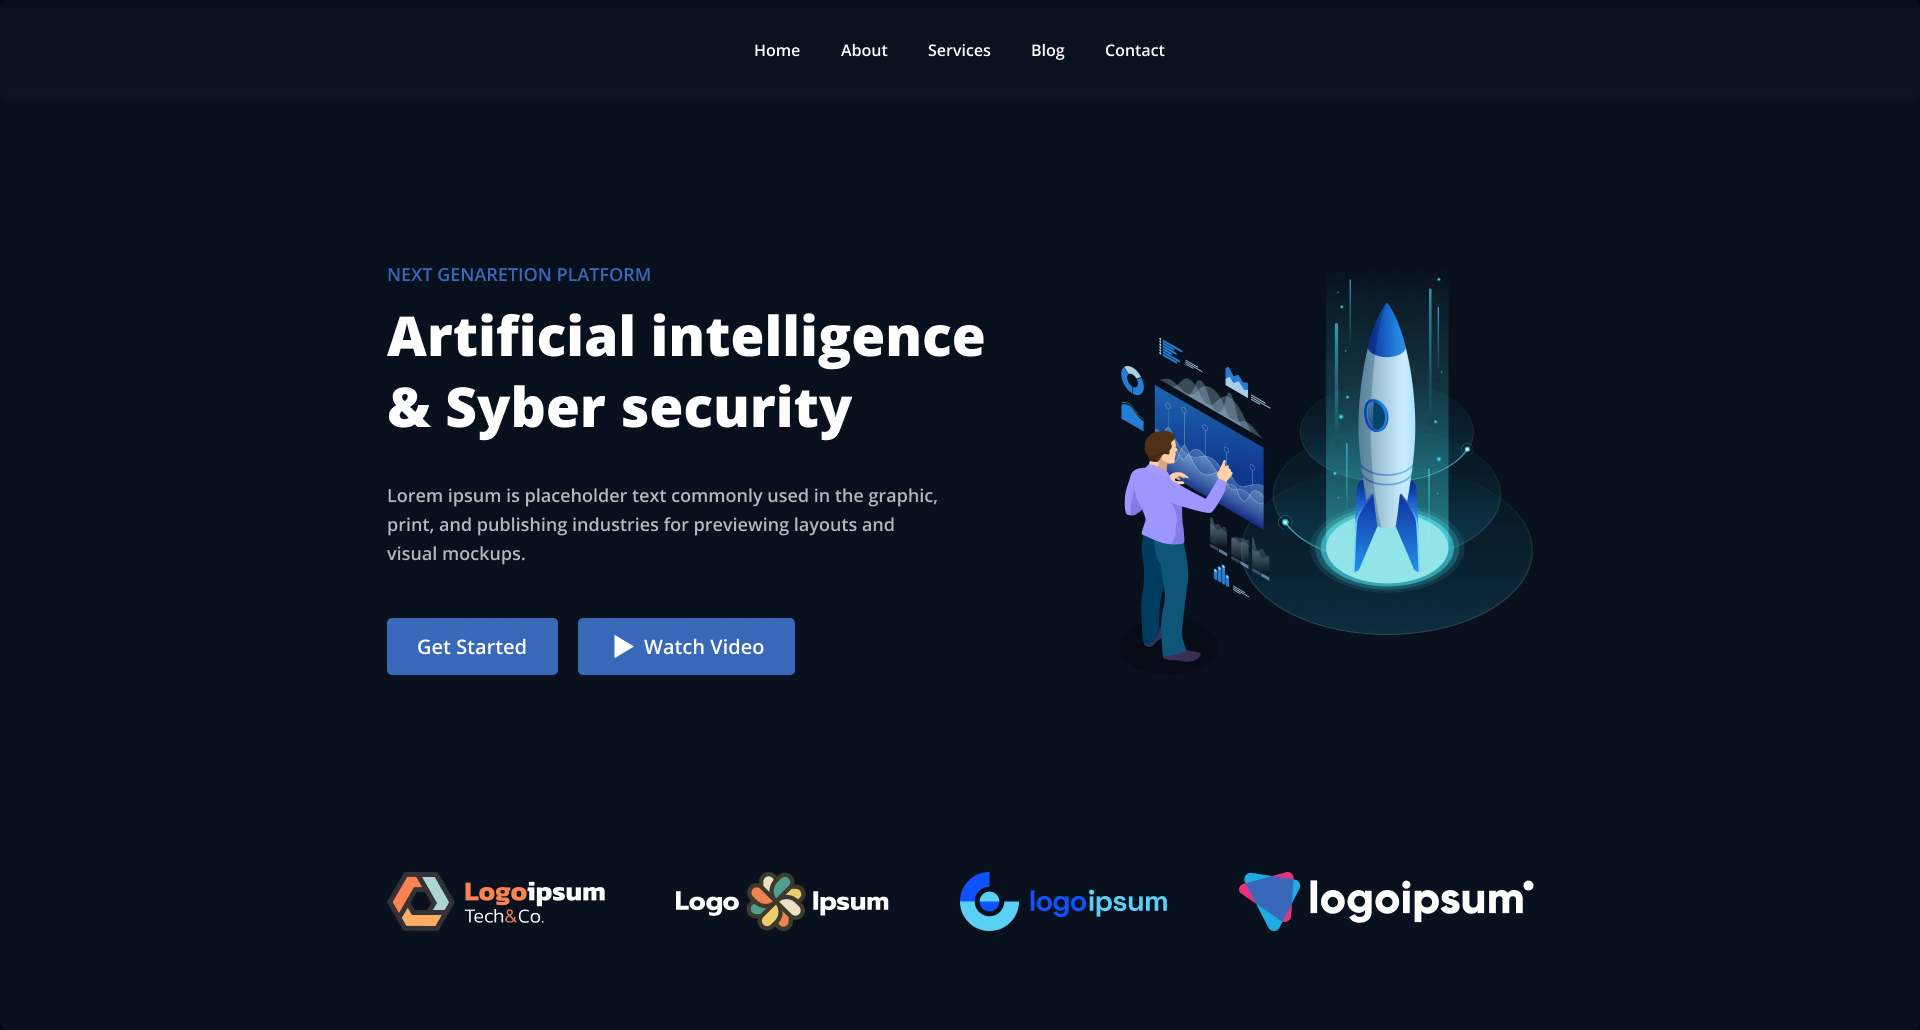 Home About Services Blog Contact
NEXT GENARETION PLATFORM
Artificial intelligence
& Syber security
Lorem ipsum is placeholder text commonly used in the graphic,
print, and publishing industries for previewing layouts and
visual mockups.
Get Started
Watch Video
Logoipsum
Tech&Co.
Logo Ipsum
logoipsum
logoipsum